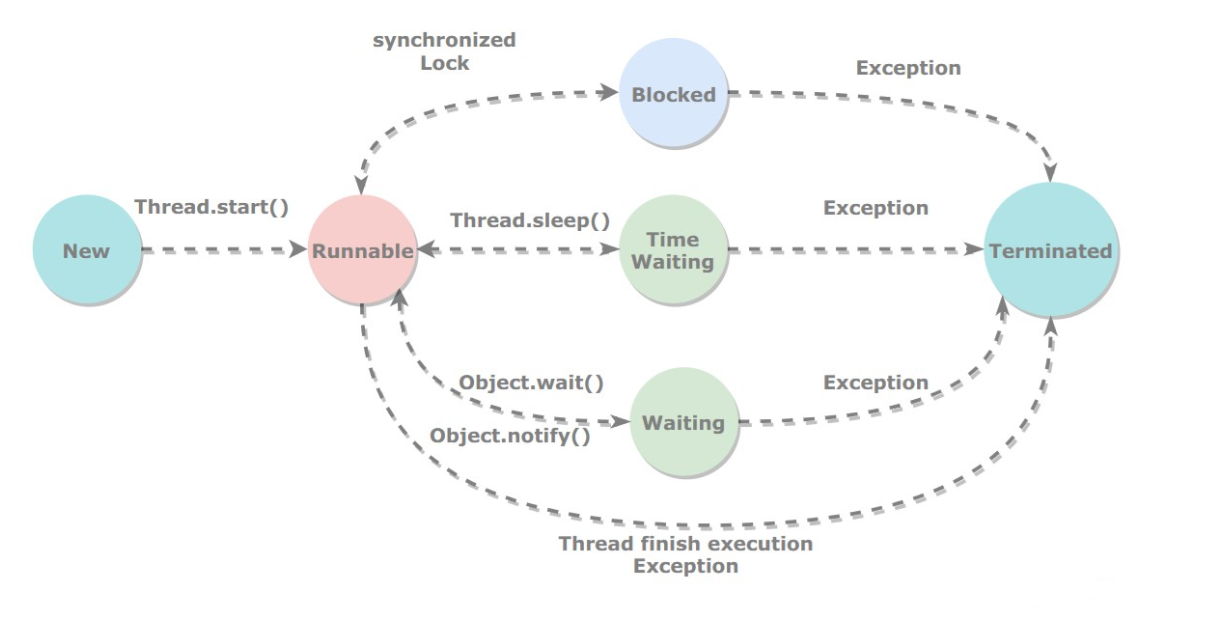 synchronized
Lock
Blocked
Exception
Thread.start()
New
Runnable
Thread.sleep()
Time
Waiting
Exception
Terminated
Object.wait()
Object.notify()
Waiting
Exception
Thread finish execution
Exception